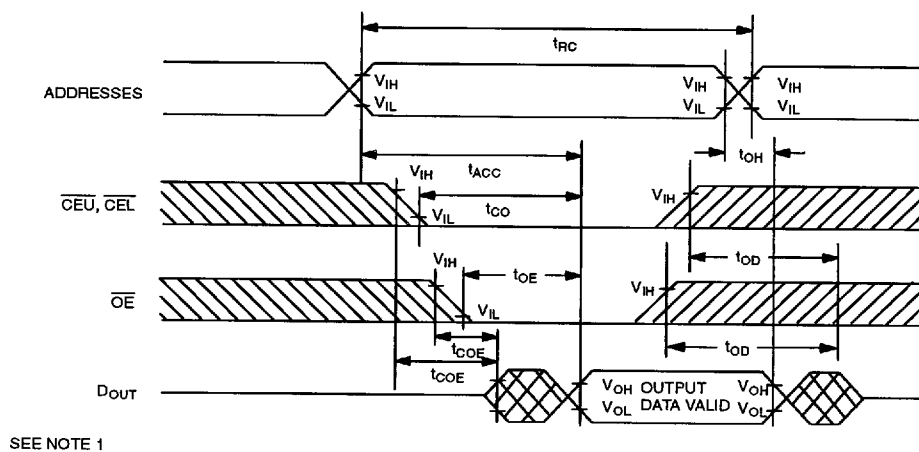 tRC
ADDRESSES
VIH VIH VIH
VIL VIL VIL
tOH
tACC
CEU, CEL
VIH VIH
tCO
VIL
tOD
OE
VIH VIH
tOE
VIL
tCOE
tOD
tCOE
DOUT
VOH OUTPUT VOH
VOL DATA VALID VOL
SEE NOTE 1